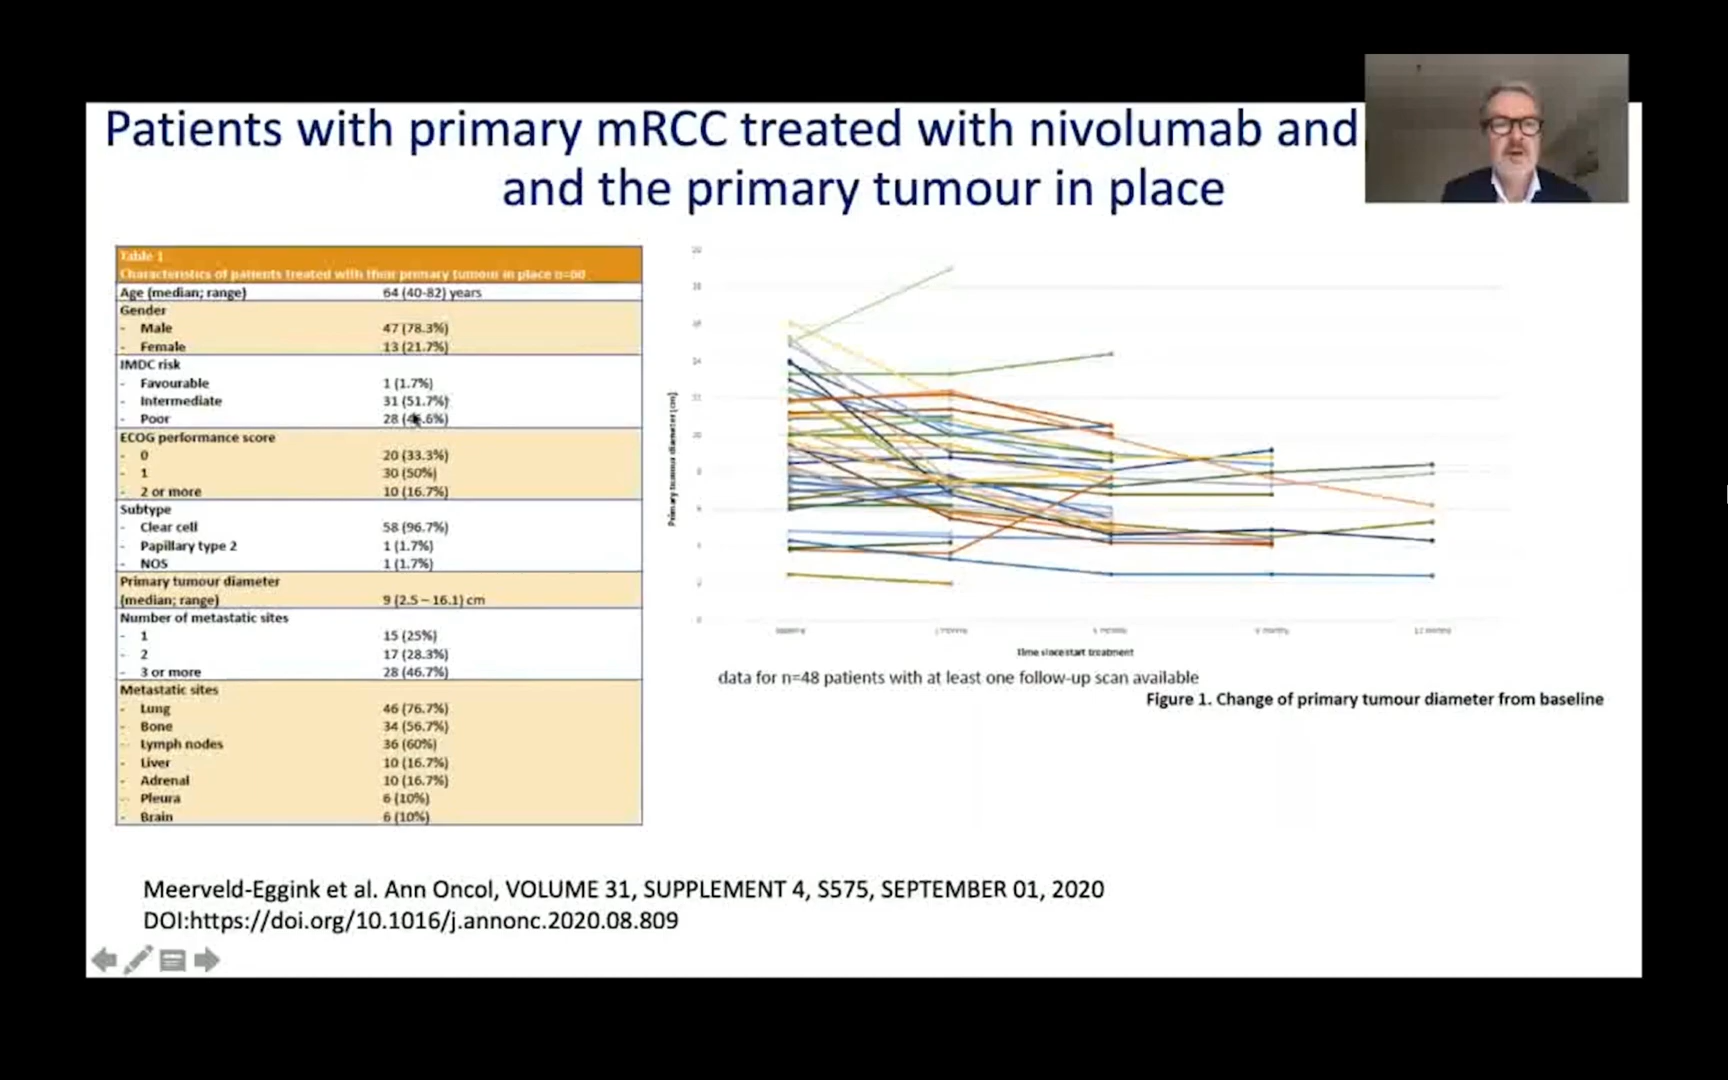 Patients with primary mRCC treated with nivolumab and
and the primary tumour in place
Table 1
Characteristics of patients treated with their primary tumour in place n=60
Age (median; range) 64 (40-82) years
Gender
- Male 47 (78.3%)
- Female 13 (21.7%)
IMDC risk
- Favourable 1 (1.7%)
- Intermediate 31 (51.7%)
- Poor 28
ECOG performance score
- 0 20 (33.3%)
- 1 30 (50%)
- 2 or more 10 (16.7%)
Subtype
- Clear cell 58 (96.7%)
- Papillary type 2 1 (1.7%)
- NOS 1 (1.7%)
Primary tumour diameter
(median; range) 9 (2.5 – 16.1) cm
Number of metastatic sites
- 1 15 (25%)
- 2 17 (28.3%)
- 3 or more 28 (46.7%)
Metastatic sites
- Lung 46 (76.7%)
- Bone 34 (56.7%)
- Lymph nodes 36 (60%)
- Liver 10 (16.7%)
- Adrenal 10 (16.7%)
- Pleura 6 (10%)
- Brain 6 (10%)
Primary tumour diameter (cm)
Time since start treatment
data for n=48 patients with at least one follow-up scan available
Figure 1. Change of primary tumour diameter from baseline
Meerveld-Eggink et al. Ann Oncol, VOLUME 31, SUPPLEMENT 4, S575, SEPTEMBER 01, 2020
DOI:https://doi.org/10.1016/j.annonc.2020.08.809